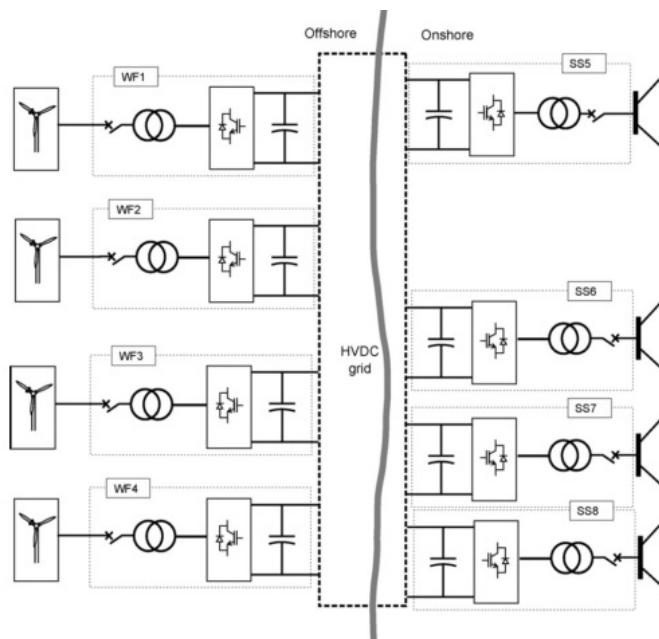 Offshore
Onshore
WF1
SS5
WF2
SS6
HVDC
grid
WF3
SS7
WF4
SS8